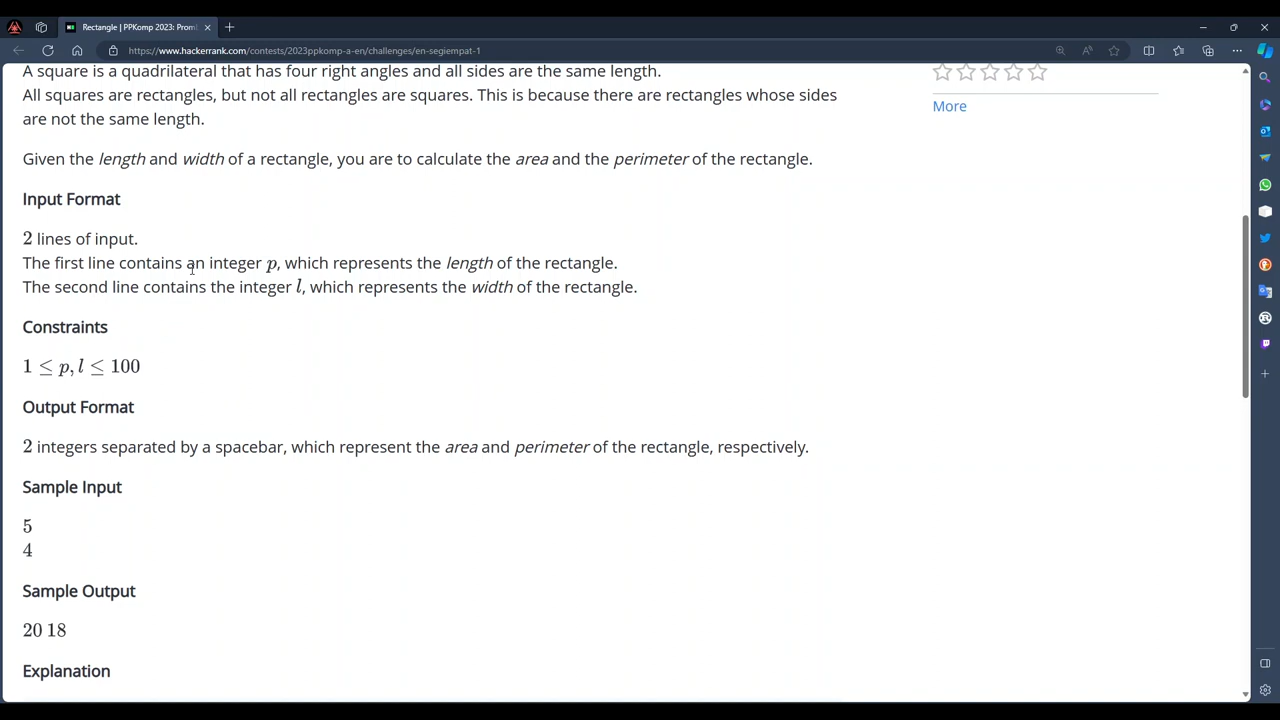 Rectangle | PPKomp 2023: Prom
https://www.hackerrank.com/contests/2023ppkomp-a-en/challenges/en-segiempat-1
A square is a quadrilateral that has four right angles and all sides are the same length.
All squares are rectangles, but not all rectangles are squares. This is because there are rectangles whose sides
are not the same length.
More
Given the length and width of a rectangle, you are to calculate the area and the perimeter of the rectangle.
Input Format
2 lines of input.
The first line contains an integer p, which represents the length of the rectangle.
The second line contains the integer l, which represents the width of the rectangle.
Constraints
1 ≤ p, l ≤ 100
Output Format
2 integers separated by a spacebar, which represent the area and perimeter of the rectangle, respectively.
Sample Input
5
4
Sample Output
20 18
Explanation